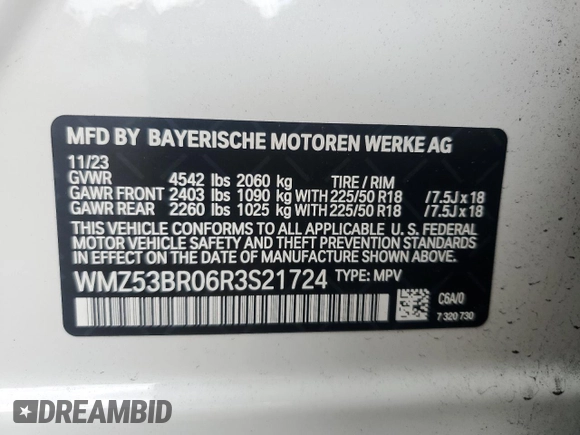 MFD BY BAYERISCHE MOTOREN WERKE AG
11/23
GVWR 4542 lbs 2060 kg TIRE / RIM
GAWR FRONT 2403 lbs 1090 kg WITH 225/50 R18 /7.5J x 18
GAWR REAR 2260 lbs 1025 kg WITH 225/50 R18 /7.5J x 18
THIS VEHICLE CONFORMS TO ALL APPLICABLE U. S. FEDERAL
MOTOR VEHICLE SAFETY, BUMPER, AND THEFT PREVENTION STANDARDS
IN EFFECT ON THE DATE OF MANUFACTURE SHOWN ABOVE.
WMZ53BR06R3S21724 TYPE: MPV
C6A/0
7 320 730
DREAMBID
DREAMBID